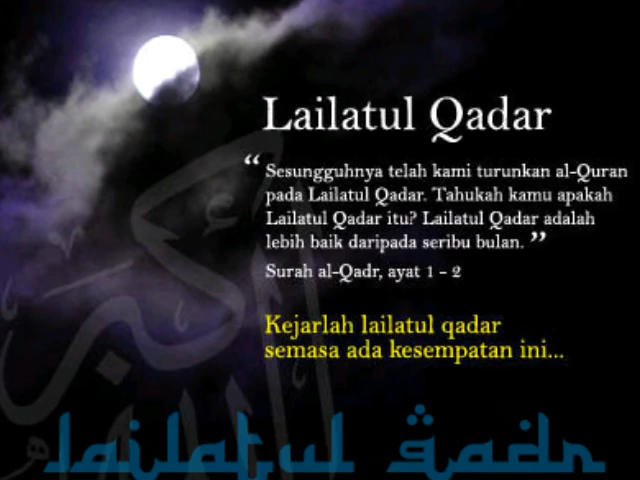 Lailatul Qadar
“ Sesungguhnya telah kami turunkan al-Quran
pada Lailatul Qadar. Tahukah kamu apakah
Lailatul Qadar itu? Lailatul Qadar adalah
lebih baik daripada seribu bulan. ”
Surah al-Qadr, ayat 1 - 2
Kejarlah lailatul qadar
semasa ada kesempatan ini...
lailatul qadr